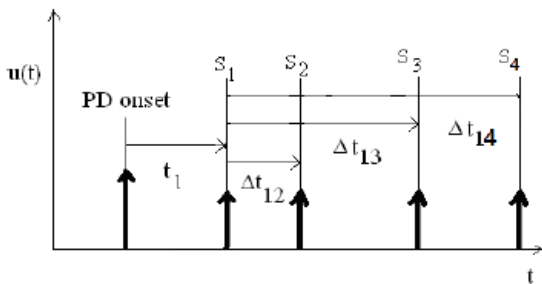 u(t)
S1 S2 S3 S4
PD onset
t1 Δt12 Δt13 Δt14
t